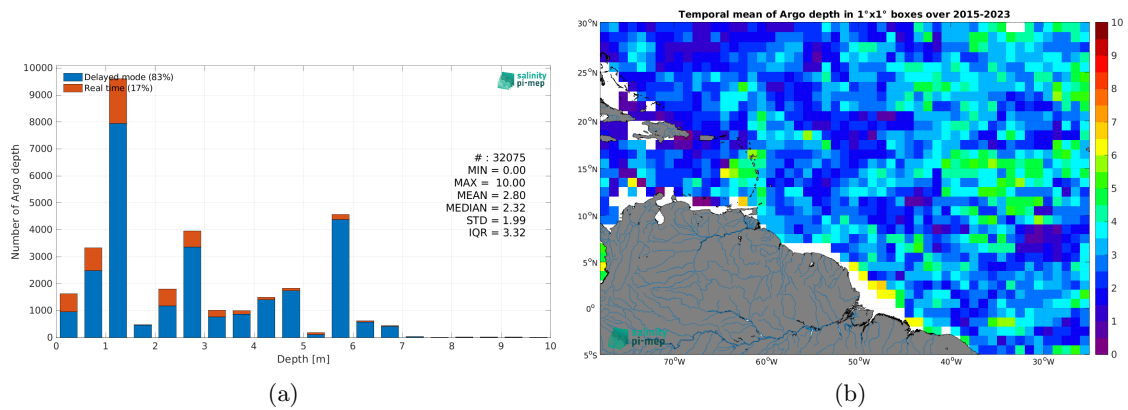 Delayed mode (83%)
Real time (17%)
salinity
pi-mep
10000
9000
8000
7000
6000
5000
4000
3000
2000
1000
0
Number of Argo depth
# : 32075
MIN = 0.00
MAX = 10.00
MEAN = 2.80
MEDIAN = 2.32
STD = 1.99
IQR = 3.32
0 1 2 3 4 5 6 7 8 9 10
Depth [m]
(a)
Temporal mean of Argo depth in 1°x1° boxes over 2015-2023
30°N
25°N
20°N
15°N
10°N
5°N
0°
5°S
70°W 60°W 50°W 40°W 30°W
salinity
pi-mep
10
9
8
7
6
5
4
3
2
1
0
(b)